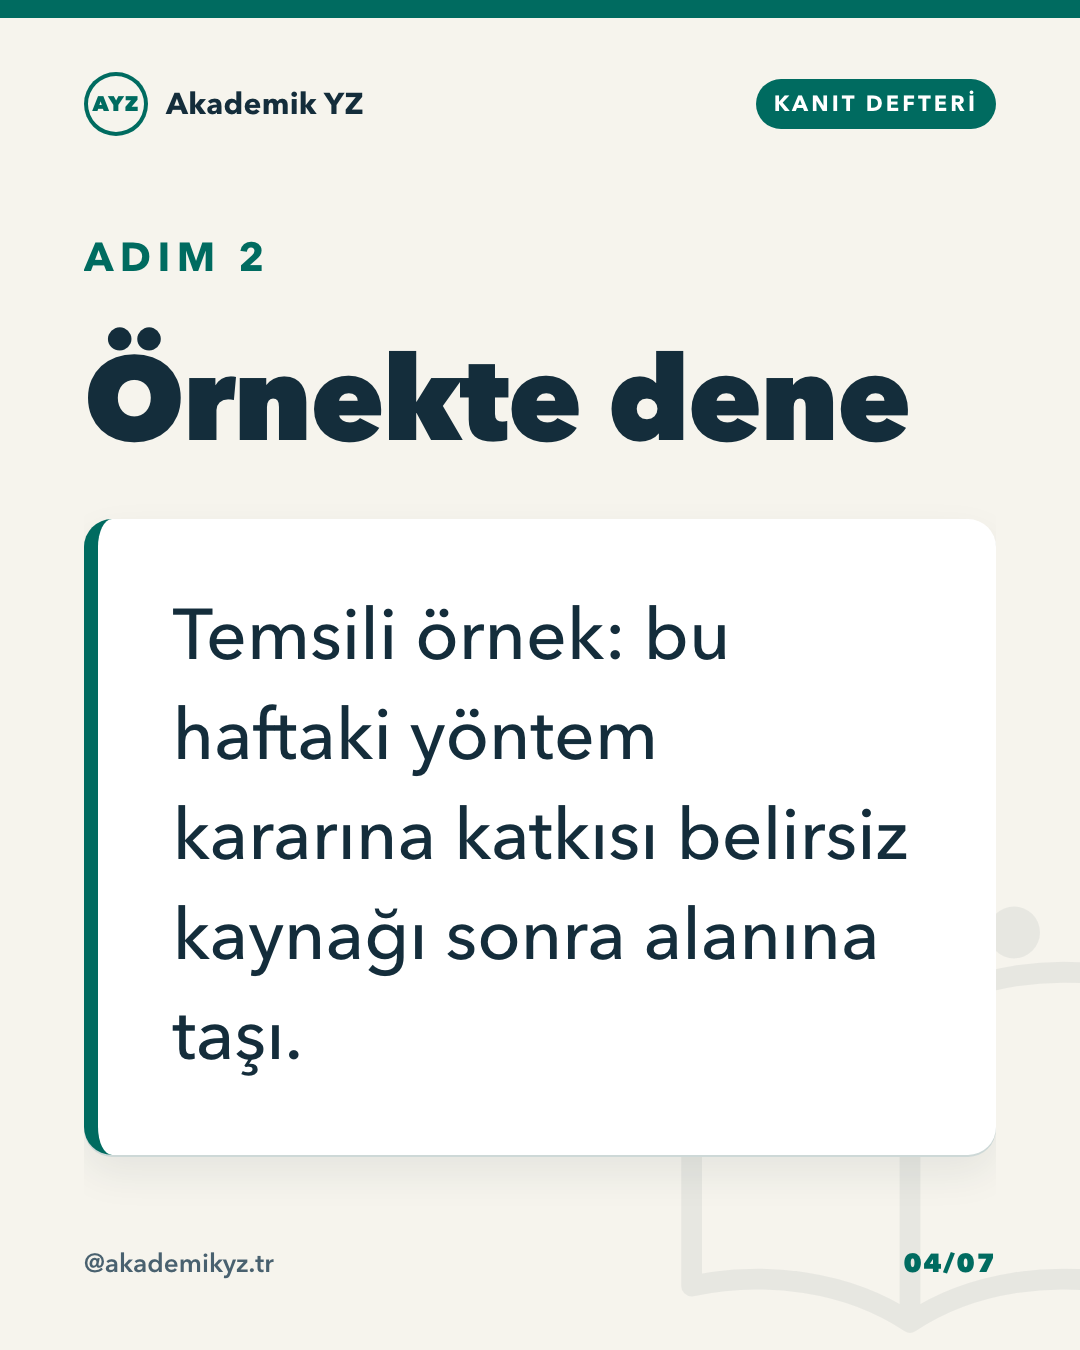 AYZ
Akademik YZ
KANIT DEFTERİ
ADIM 2
Örnekte dene
Temsili örnek: bu
haftaki yöntem
kararına katkısı belirsiz
kaynağı sonra alanına
taşı.
@akademikyz.tr
04/07